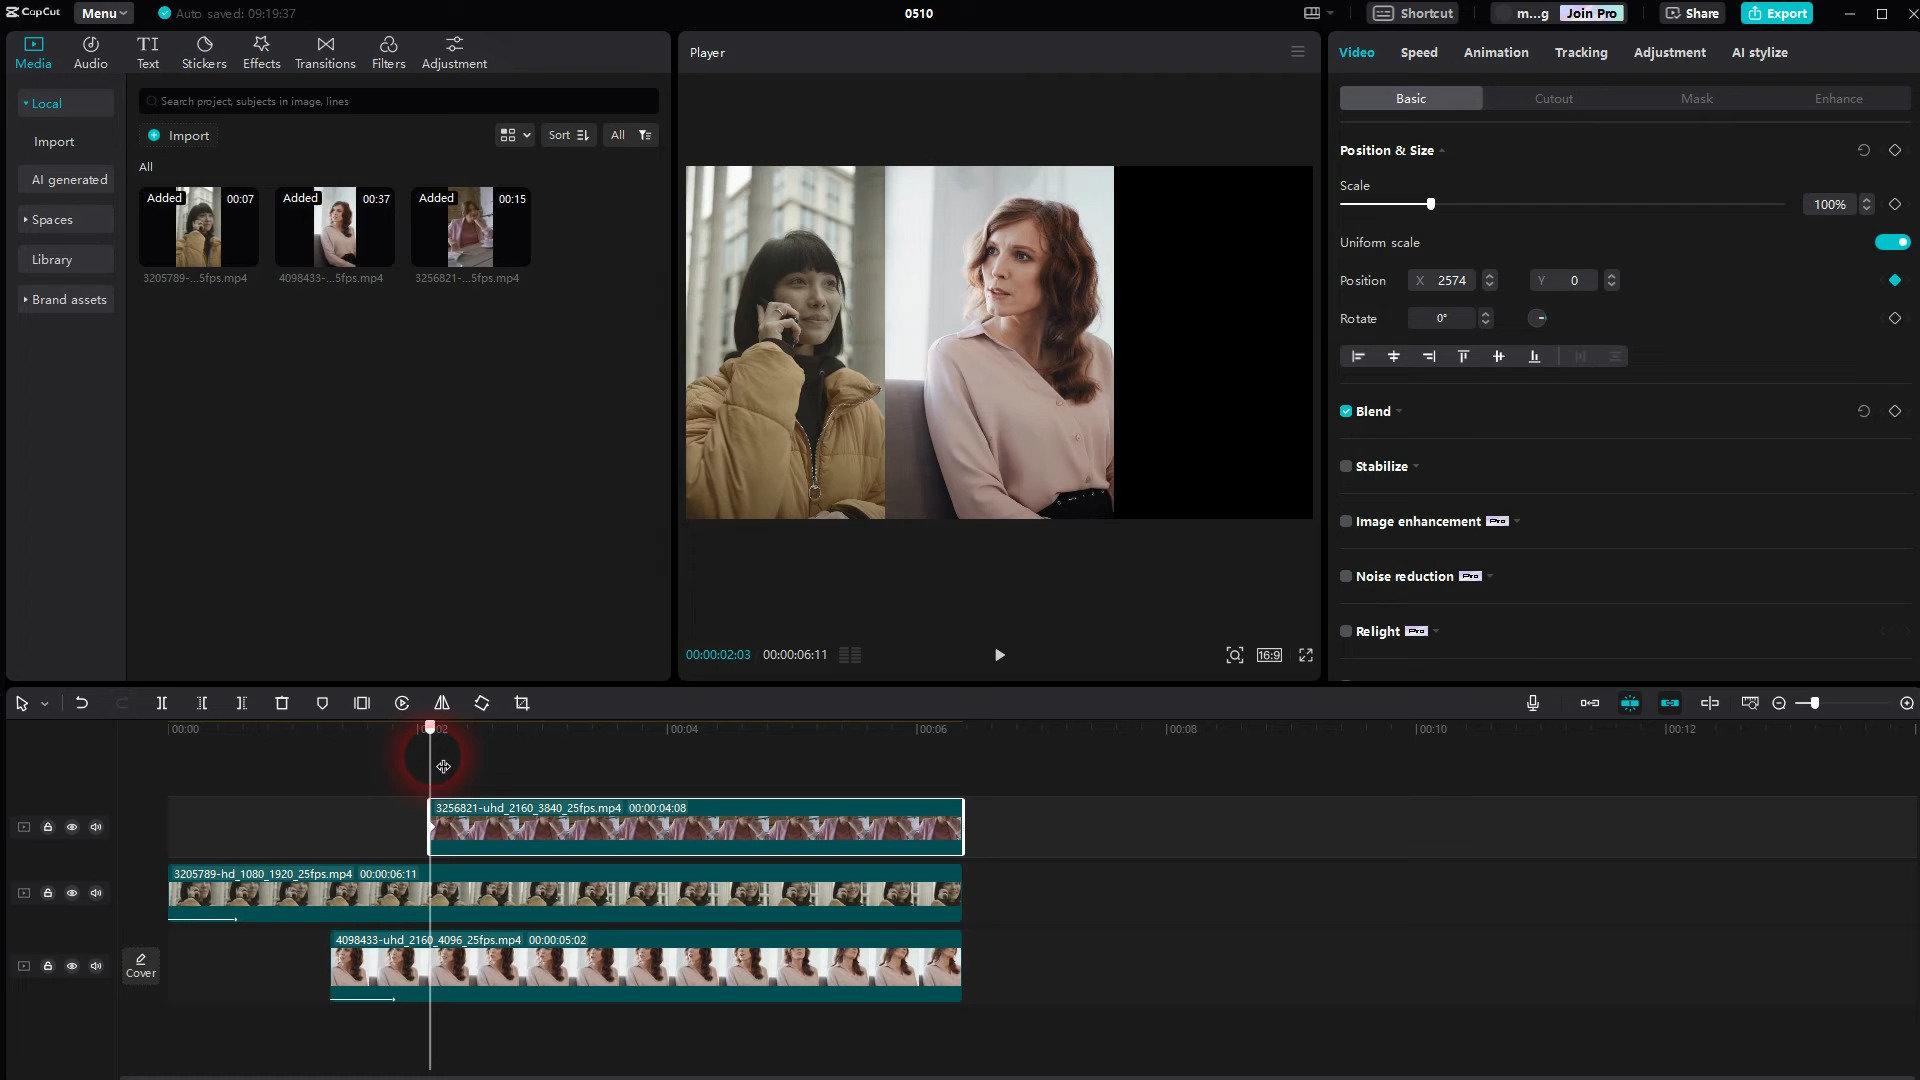 CapCut
Menu
Auto saved: 09:19:37
0510
Shortcut
m...g
Join Pro
Share
Export
Media
Audio
Text
Stickers
Effects
Transitions
Filters
Adjustment
Local
Import
AI generated
Spaces
Library
Brand assets
Search project, subjects in image, lines
Import
Sort
All
All
Added
00:07
3205789-...5fps.mp4
Added
00:37
4098433-...5fps.mp4
Added
00:15
3256821-...5fps.mp4
Player
00:00:02:03
00:00:06:11
16:9
Video
Speed
Animation
Tracking
Adjustment
AI stylize
Basic
Cutout
Mask
Enhance
Position & Size
Scale
100%
Uniform scale
Position
X 2574
Y 0
Rotate
0°
Blend
Stabilize
Image enhancement Pro
Noise reduction Pro
Relight Pro
00:00
00:04
00:06
00:08
00:10
00:12
3256821-uhd_2160_3840_25fps.mp4 00:00:04:08
3205789-hd_1080_1920_25fps.mp4 00:00:06:11
4098433-uhd_2160_4096_25fps.mp4 00:00:05:02
Cover